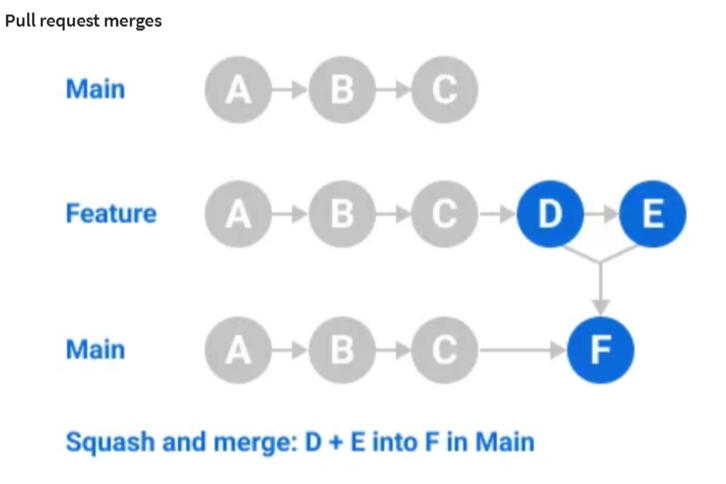 Pull request merges
Main A B C
Feature A B C D E
Main A B C F
Squash and merge: D + E into F in Main